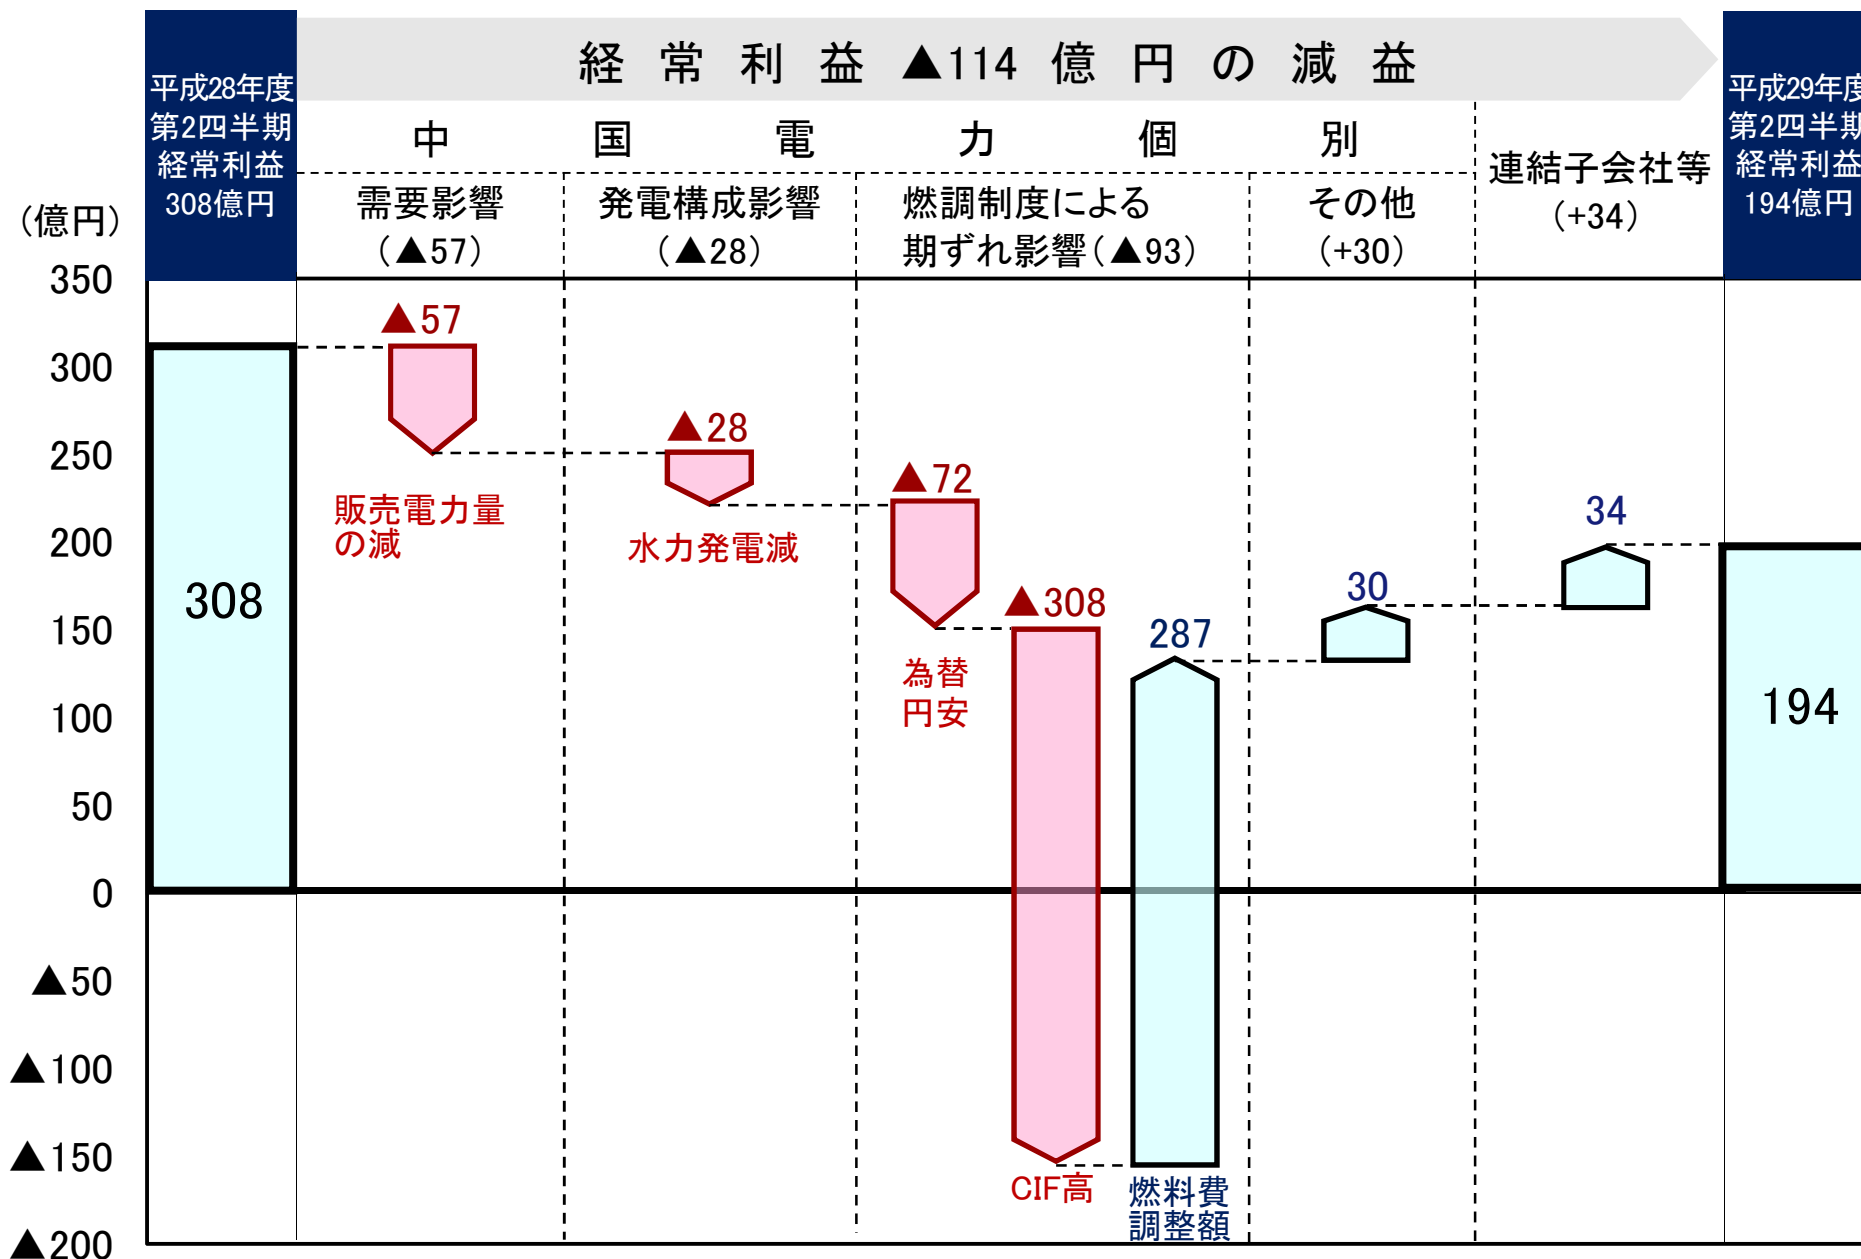 経常利益▲114億円の減益
平成28年度
第2四半期
経常利益
308億円
平成29年度
第2四半期
経常利益
194億円
中国電力個別
連結子会社等
(+34)
需要影響
(▲57)
発電構成影響
(▲28)
燃調制度による
期ずれ影響(▲93)
その他
(+30)
(億円)
350
300
250
200
150
100
50
0
▲50
▲100
▲150
▲200
308
▲57
販売電力量
の減
▲28
水力発電減
▲72
為替
円安
▲308
CIF高
287
燃料費
調整額
30
34
194